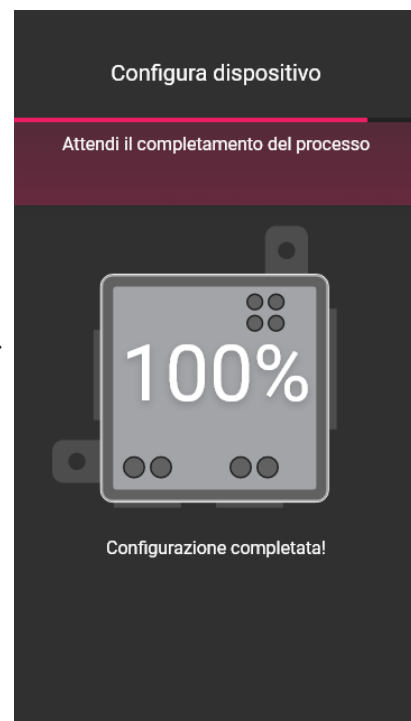 Configura dispositivo
Attendi il completamento del processo
100%
Configurazione completata!